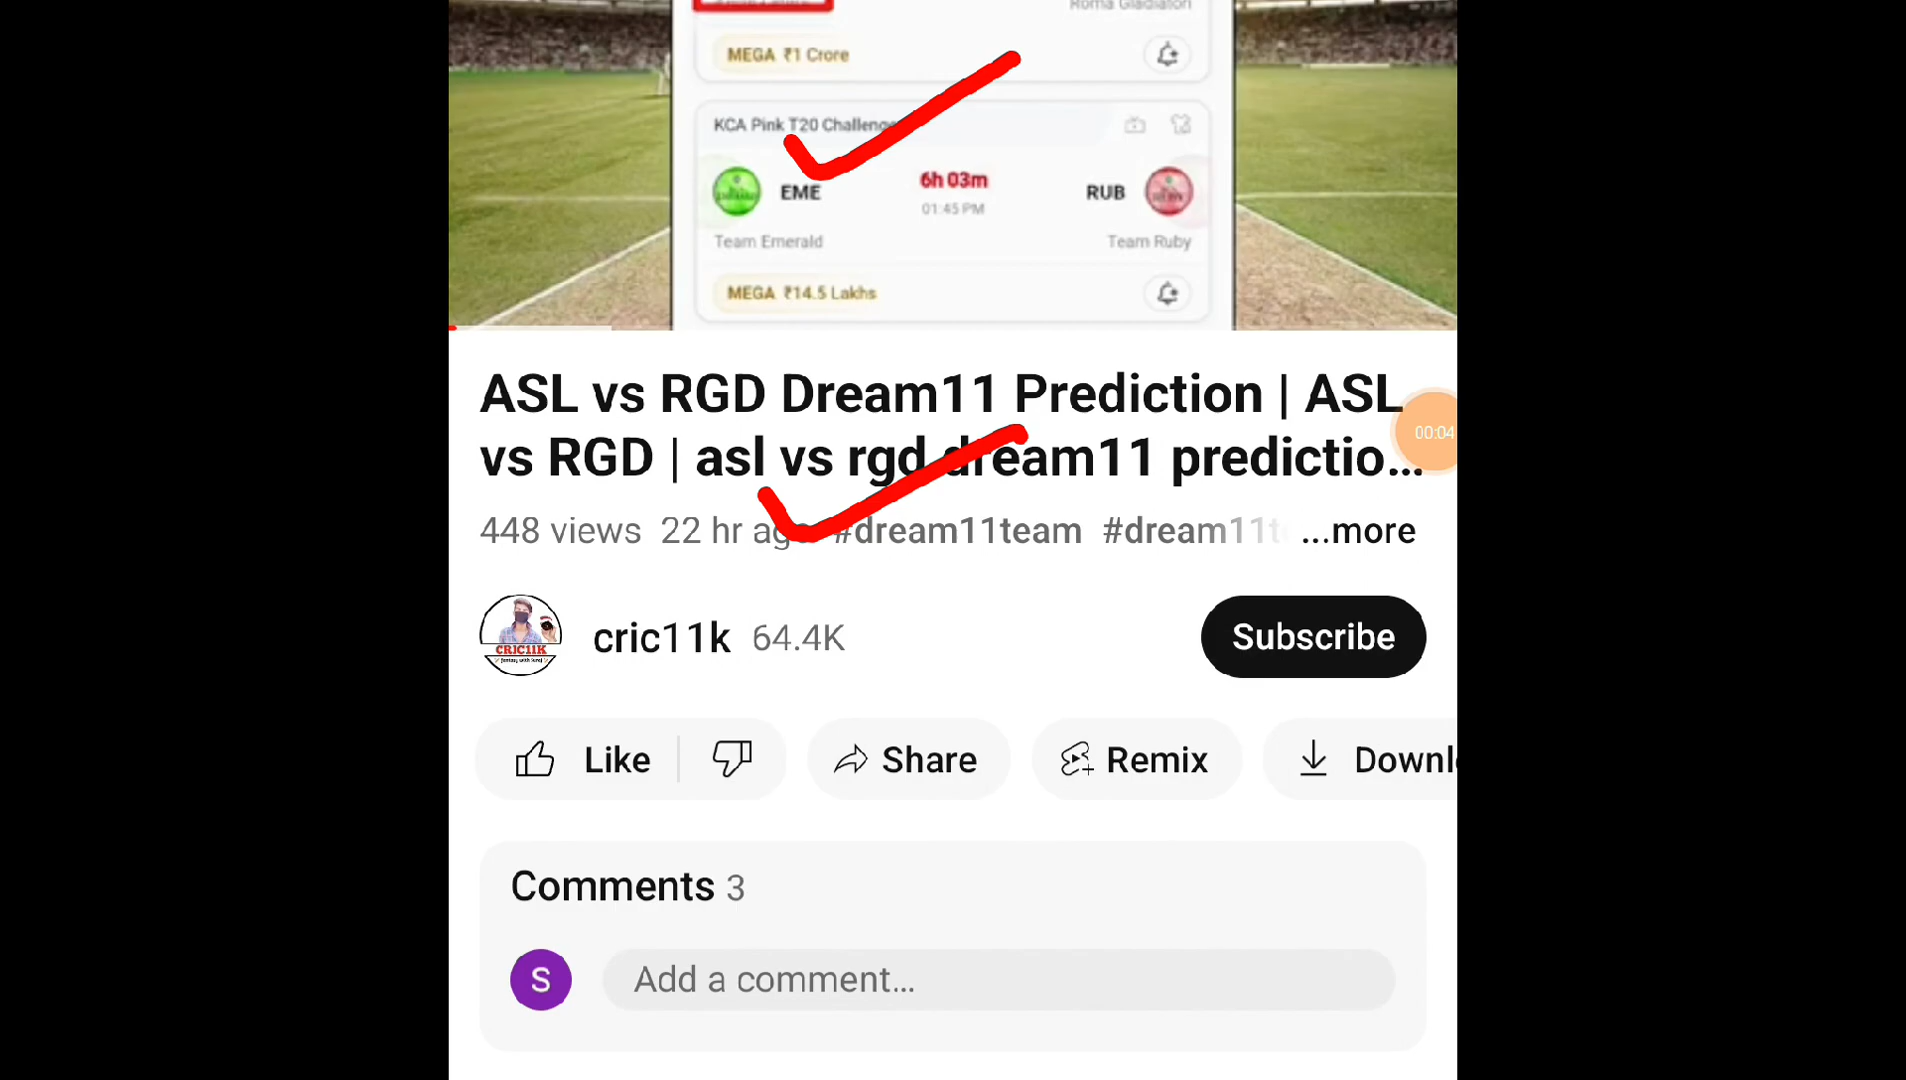 Roma Gladiatori
MEGA ₹1 Crore
KCA Pink T20 Challenge
EME
6h 03m
RUB
01:45 PM
Team Emerald
Team Ruby
MEGA ₹14.5 Lakhs
ASL vs RGD Dream11 Prediction | ASL
vs RGD | asl vs rgd dream11 predictio...
00:04
448 views 22 hr ago #dream11team #dream11t ...more
CRIC11K
cric11k 64.4K
Subscribe
Like
Share
Remix
Downl
Comments 3
S
Add a comment...